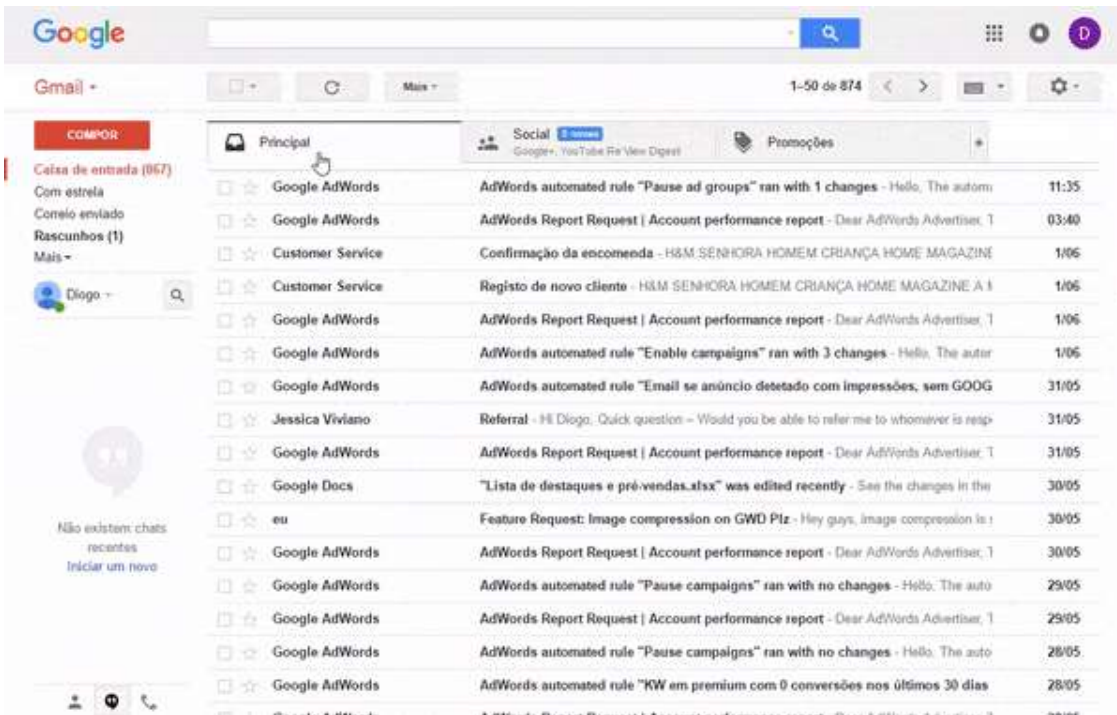 Google
Gmail
Mais
1–50 de 874
COMPOR
Principal
Social
Google+, YouTube Re View Digest
Promoções
+
Caixa de entrada (867)
Com estrela
Correio enviado
Rascunhos (1)
Mais
Diogo
D
Google AdWords AdWords automated rule "Pause ad groups" ran with 1 changes - Hello, The autom 11:35
Google AdWords AdWords Report Request | Account performance report - Dear AdWords Advertiser, T 03:40
Customer Service Confirmação da encomenda - H&M SENHORA HOMEM CRIANÇA HOME MAGAZINE 1/06
Customer Service Registo de novo cliente - H&M SENHORA HOMEM CRIANÇA HOME MAGAZINE A 1/06
Google AdWords AdWords Report Request | Account performance report - Dear AdWords Advertiser, T 1/06
Google AdWords AdWords automated rule "Enable campaigns" ran with 3 changes - Hello, The autor 1/06
Google AdWords AdWords automated rule "Email se anúncio detetado com impressões, sem GOOG 31/05
Jessica Viviano Referral - Hi Diogo, Quick question – Would you be able to refer me to whomever is resp 31/05
Google AdWords AdWords Report Request | Account performance report - Dear AdWords Advertiser, T 31/05
Google Docs "Lista de destaques e pré-vendas.xlsx" was edited recently - See the changes in the 30/05
eu Feature Request: Image compression on GWD Plz - Hey guys, Image compression is 30/05
Google AdWords AdWords Report Request | Account performance report - Dear AdWords Advertiser, T 30/05
Google AdWords AdWords automated rule "Pause campaigns" ran with no changes - Hello, The auto 29/05
Google AdWords AdWords Report Request | Account performance report - Dear AdWords Advertiser, T 29/05
Google AdWords AdWords automated rule "Pause campaigns" ran with no changes - Hello, The auto 28/05
Google AdWords AdWords automated rule "KW em premium com 0 conversões nos últimos 30 dias 28/05
Não existem chats
recentes
Iniciar um novo